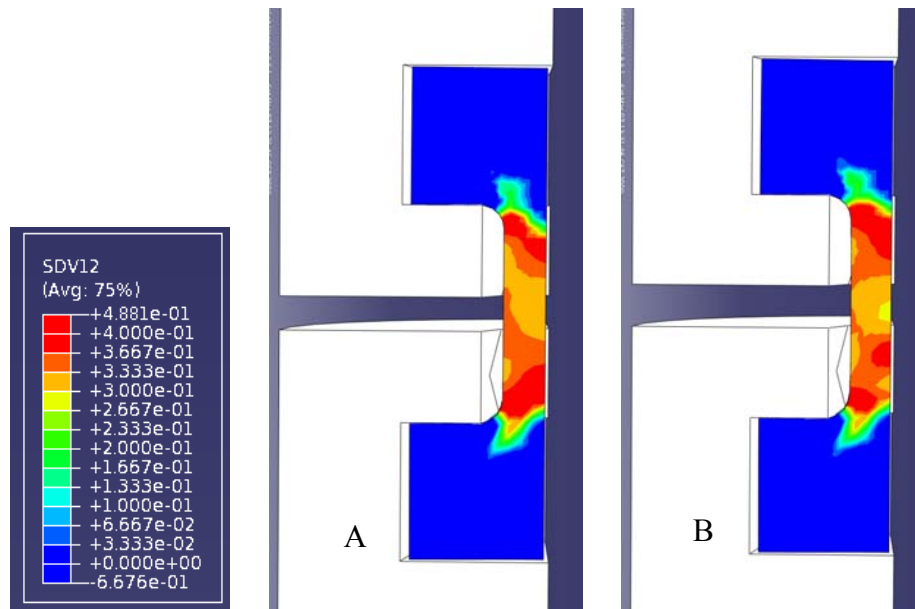 SDV12
(Avg: 75%)
+4.881e-01
+4.000e-01
+3.667e-01
+3.333e-01
+3.000e-01
+2.667e-01
+2.333e-01
+2.000e-01
+1.667e-01
+1.333e-01
+1.000e-01
+6.667e-02
+3.333e-02
+0.000e+00
-6.676e-01
A
B